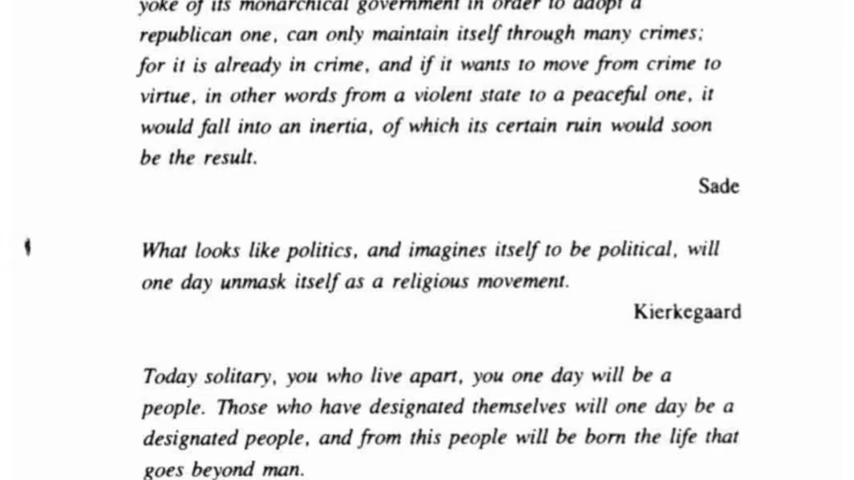 yoke of its monarchical government in order to adopt a
republican one, can only maintain itself through many crimes;
for it is already in crime, and if it wants to move from crime to
virtue, in other words from a violent state to a peaceful one, it
would fall into an inertia, of which its certain ruin would soon
be the result.
Sade
What looks like politics, and imagines itself to be political, will
one day unmask itself as a religious movement.
Kierkegaard
Today solitary, you who live apart, you one day will be a
people. Those who have designated themselves will one day be a
designated people, and from this people will be born the life that
goes beyond man.